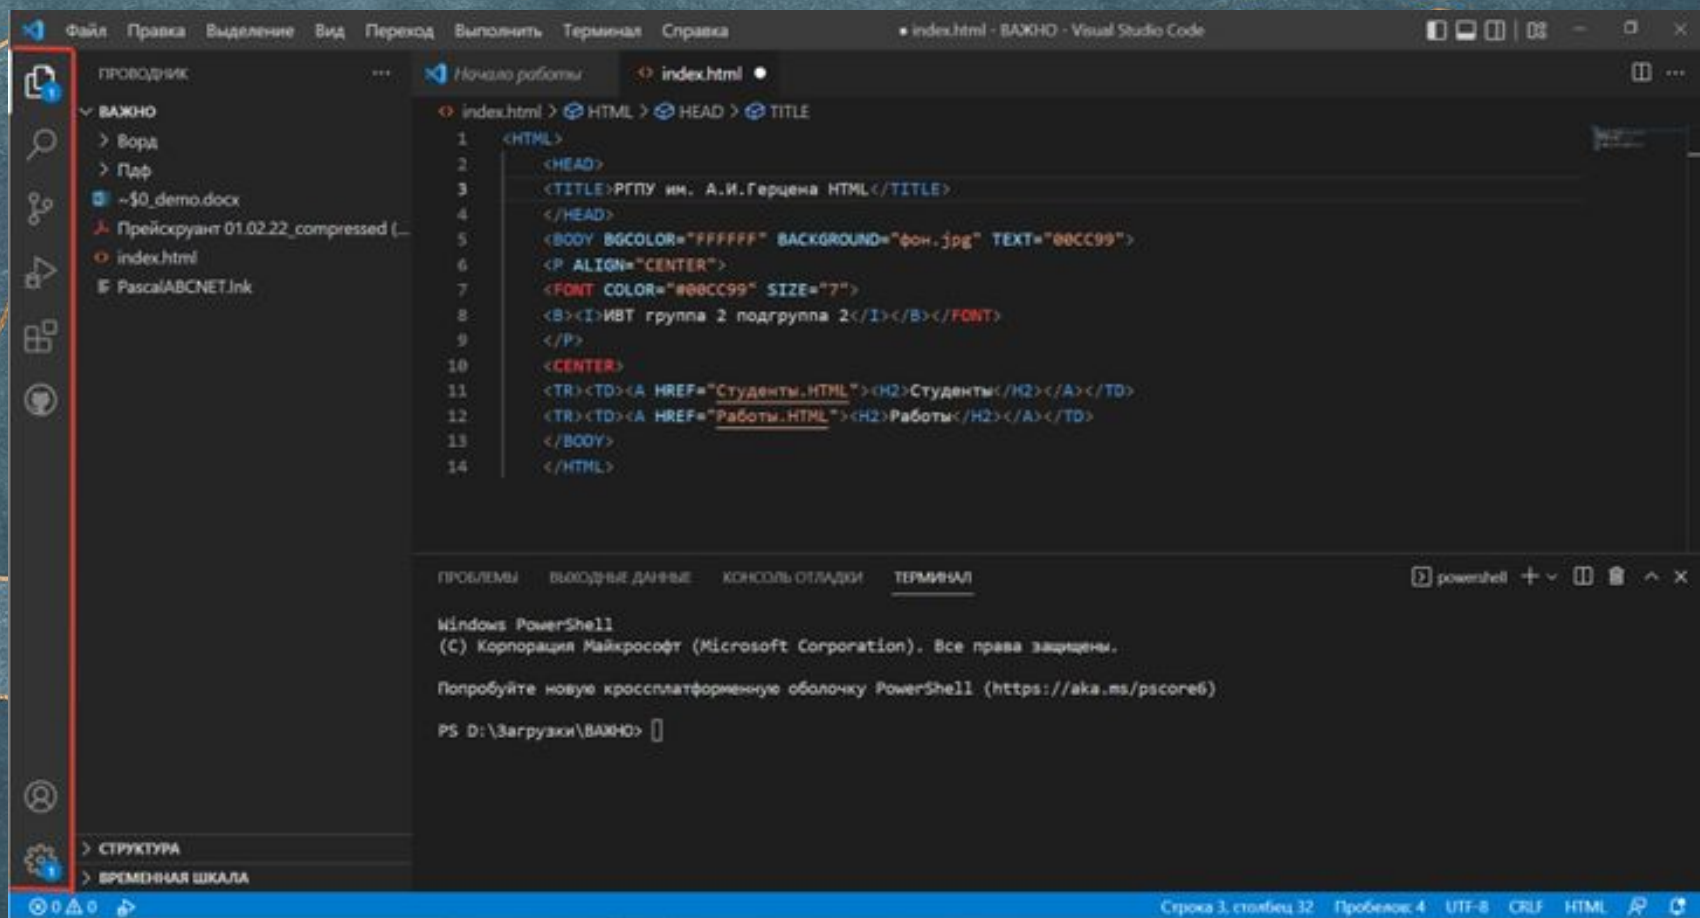 Файл Правка Выделение Вид Переход Выполнить Терминал Справка
● index.html - ВАЖНО - Visual Studio Code
ПРОВОДНИК
ВАЖНО
Ворд
Пдф
~$0_demo.docx
Прейскурант 01.02.22_compressed (...
index.html
PascalABCNET.lnk
СТРУКТУРА
ВРЕМЕННАЯ ШКАЛА
Начало работы
index.html ●
index.html > HTML > HEAD > TITLE
1 <HTML>
2 <HEAD>
3 <TITLE>РГПУ им. А.И.Герцена HTML</TITLE>
4 </HEAD>
5 <BODY BGCOLOR="FFFFFF" BACKGROUND="фон.jpg" TEXT="00CC99">
6 <P ALIGN="CENTER">
7 <FONT COLOR="#00CC99" SIZE="7">
8 <B><I>ИВТ группа 2 подгруппа 2</I></B></FONT>
9 </P>
10 <CENTER>
11 <TR><TD><A HREF="Студенты.HTML"><H2>Студенты</H2></A></TD>
12 <TR><TD><A HREF="Работы.HTML"><H2>Работы</H2></A></TD>
13 </BODY>
14 </HTML>
ПРОБЛЕМЫ ВЫХОДНЫЕ ДАННЫЕ КОНСОЛЬ ОТЛАДКИ ТЕРМИНАЛ
powershell
Windows PowerShell
(C) Корпорация Майкрософт (Microsoft Corporation). Все права защищены.
Попробуйте новую кроссплатформенную оболочку PowerShell (https://aka.ms/pscore6)
PS D:\Загрузки\ВАЖНО>
0 0
Строка 3, столбец 32 Пробелов: 4 UTF-8 CRLF HTML